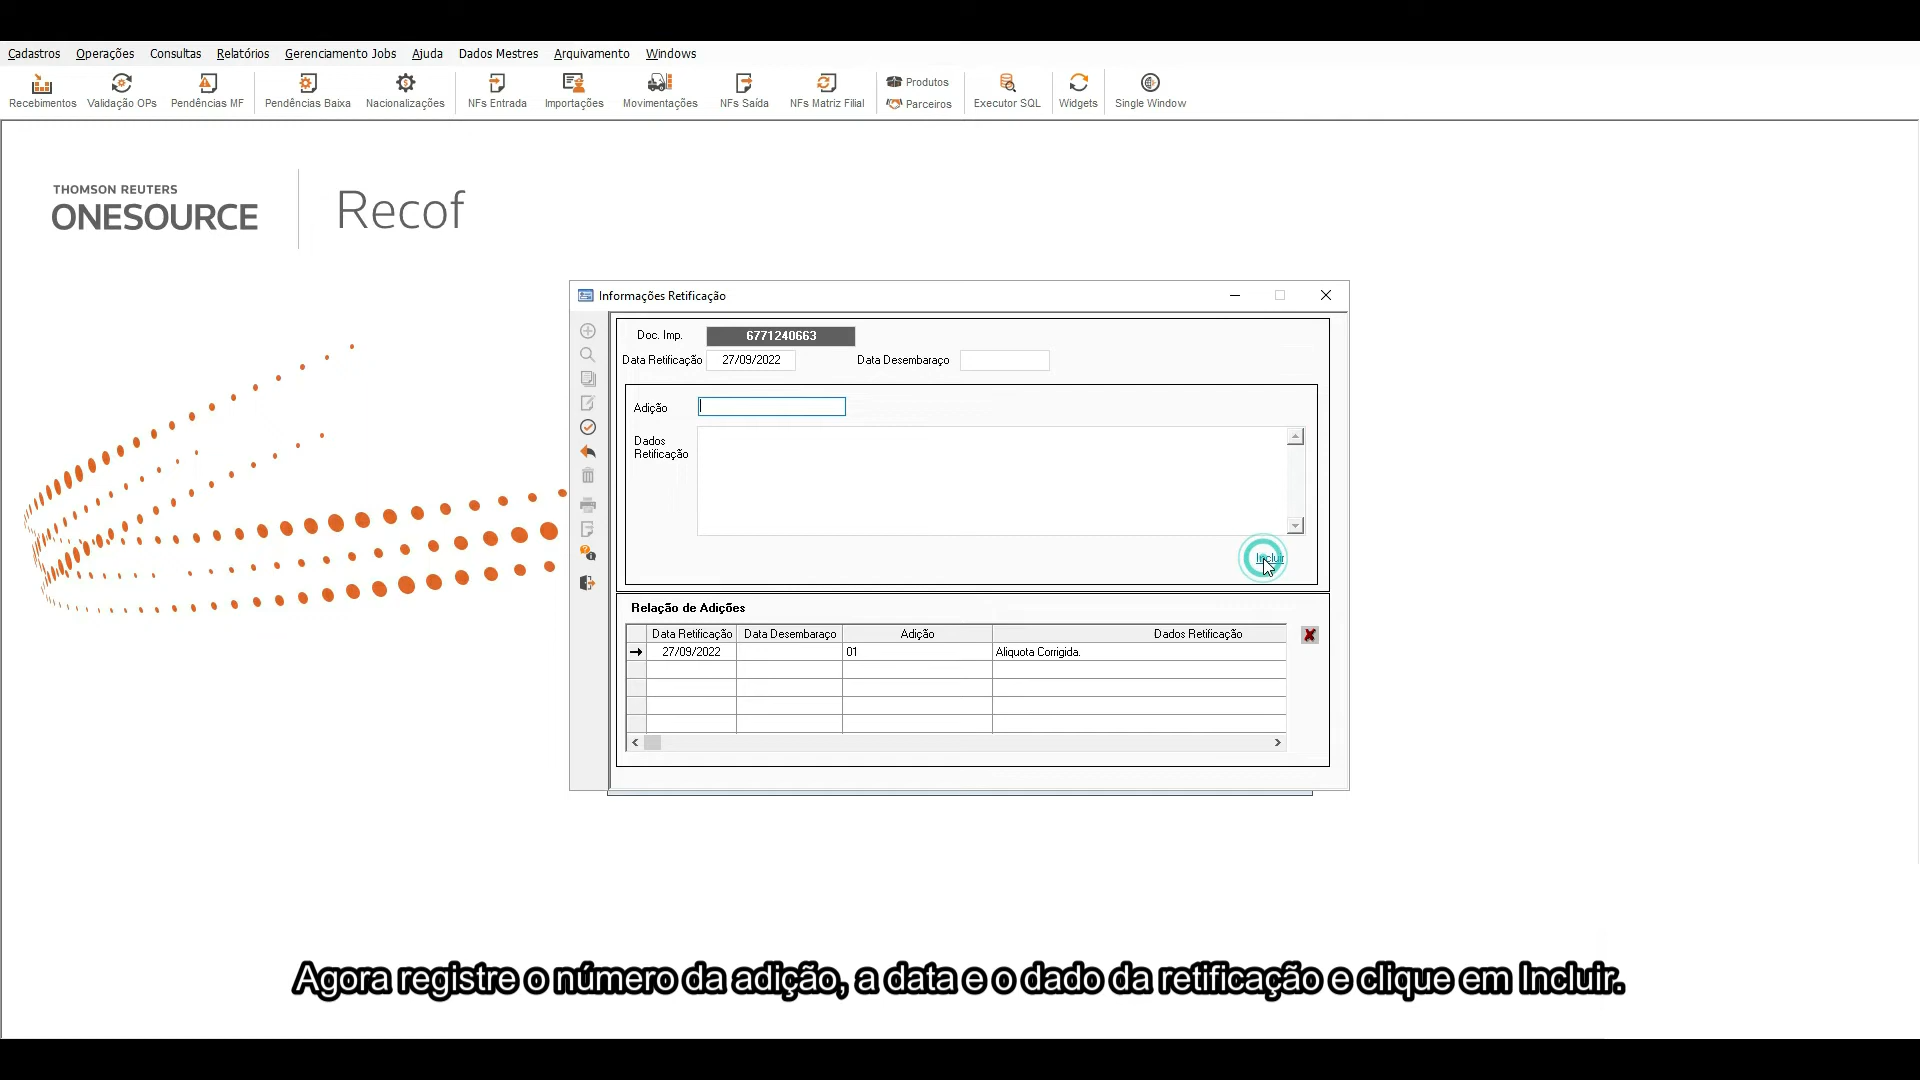 Cadastros Operações Consultas Relatórios Gerenciamento Jobs Ajuda Dados Mestres Arquivamento Windows
Recebimentos Validação OPs Pendências MF Pendências Baixa Nacionalizações NFs Entrada Importações Movimentações NFs Saída NFs Matriz Filial Produtos Parceiros Executor SQL Widgets Single Window
THOMSON REUTERS
ONESOURCE
Recof
Informações Retificação
Doc. Imp. 6771240663
Data Retificação 27/09/2022 Data Desembaraço
Adição
Dados
Retificação
Incluir
Relação de Adições
Data Retificação Data Desembaraço Adição Dados Retificação
27/09/2022 01 Aliquota Corrigida.
Agora registre o número da adição, a data e o dado da retificação e clique em Incluir.